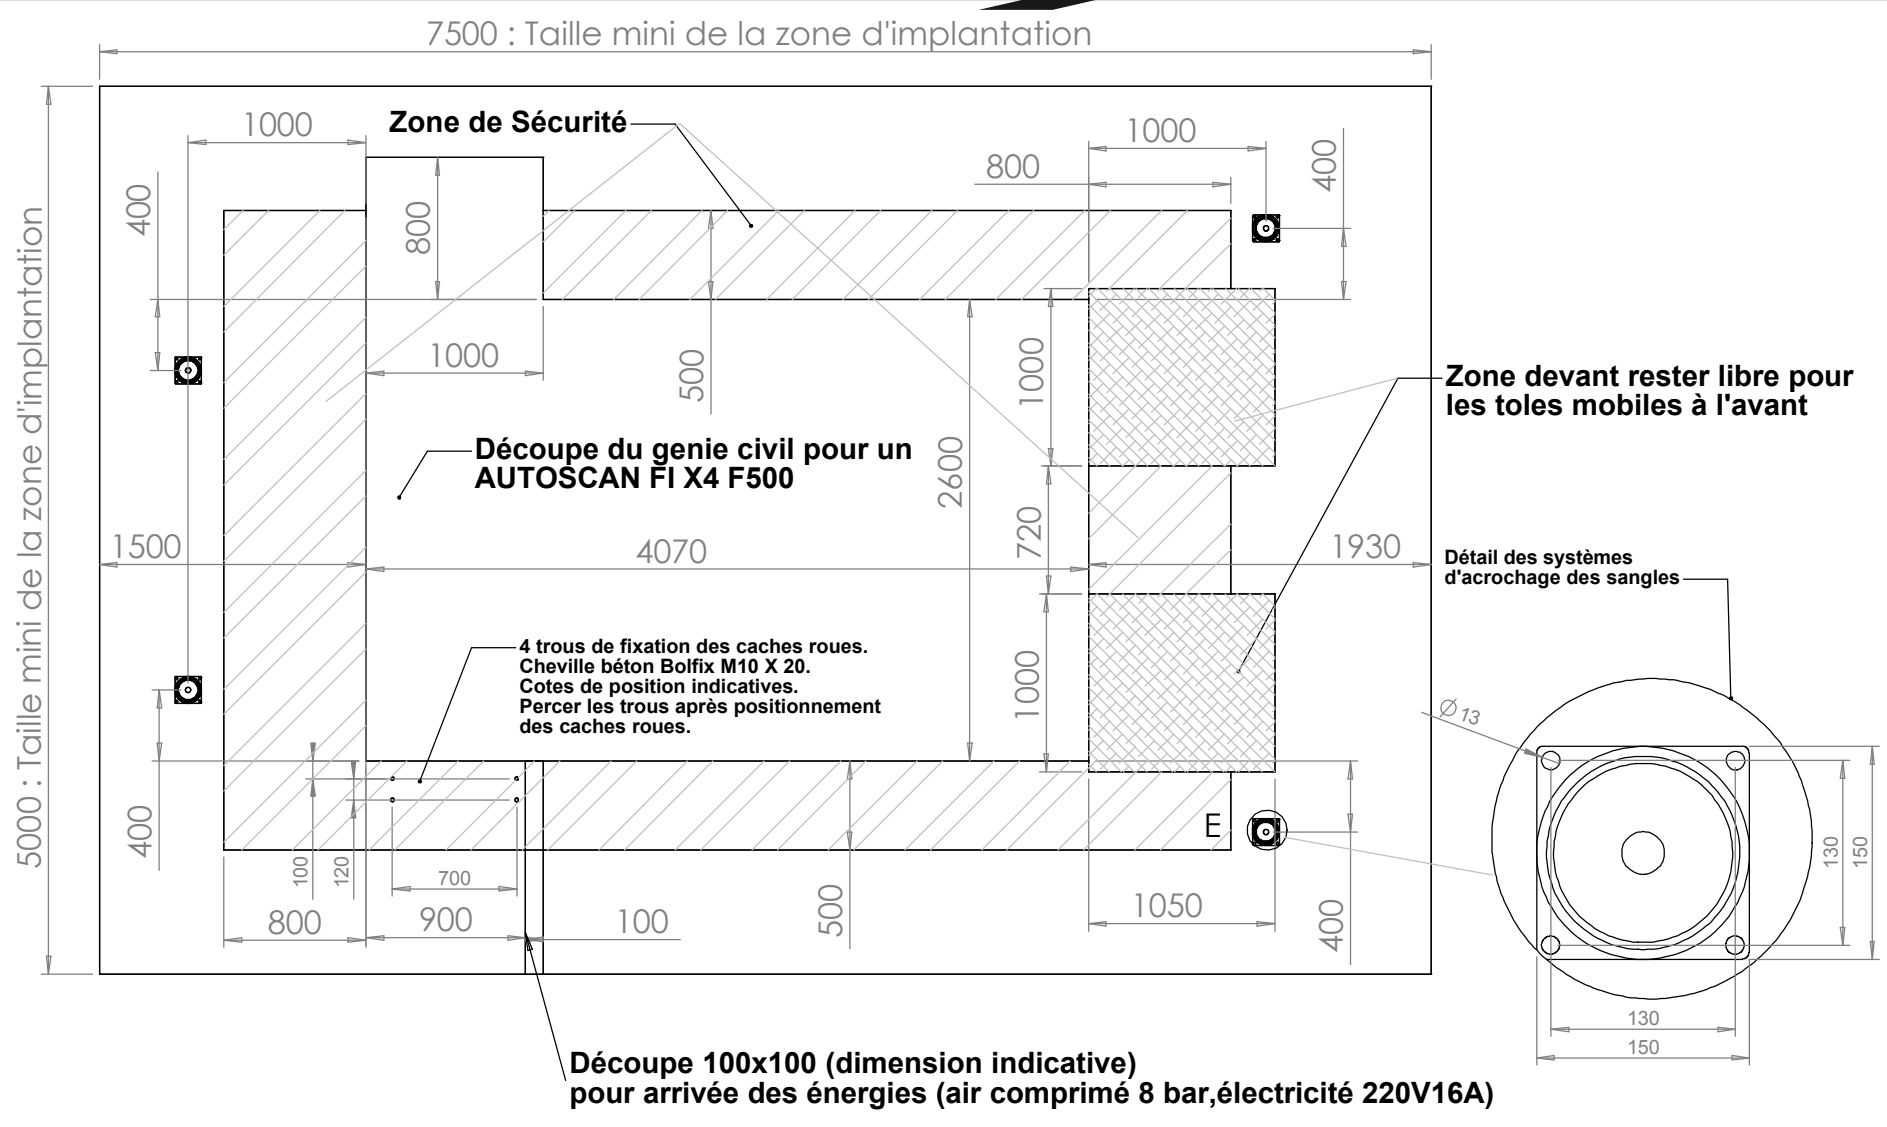 7500 : Taille mini de la zone d'implantation
5000 : Taille mini de la zone d'implantation
1000
Zone de Sécurité
1000
800
400
400
800
1000
500
1000
2600
Zone devant rester libre pour
les toles mobiles à l'avant
Découpe du genie civil pour un
AUTOSCAN FI X4 F500
1500
4070
720
1930
Détail des systèmes
d'acrochage des sangles
4 trous de fixation des caches roues.
Cheville béton Bolfix M10 X 20.
Cotes de position indicatives.
Percer les trous après positionnement
des caches roues.
1000
Ø 13
400
100
120
700
E
130
150
800
900
100
500
1050
400
130
150
Découpe 100x100 (dimension indicative)
pour arrivée des énergies (air comprimé 8 bar,électricité 220V16A)